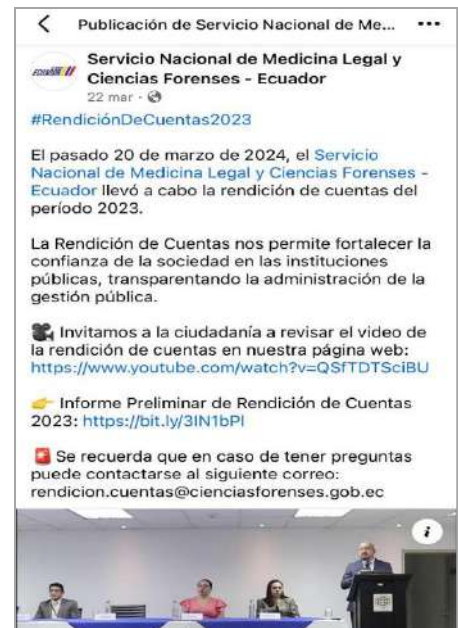 Publicación de Servicio Nacional de Me...
Servicio Nacional de Medicina Legal y
Ciencias Forenses - Ecuador
22 mar
#RendiciónDeCuentas2023
El pasado 20 de marzo de 2024, el Servicio
Nacional de Medicina Legal y Ciencias Forenses -
Ecuador llevó a cabo la rendición de cuentas del
período 2023.
La Rendición de Cuentas nos permite fortalecer la
confianza de la sociedad en las instituciones
públicas, transparentando la administración de la
gestión pública.
🎥 Invitamos a la ciudadanía a revisar el video de
la rendición de cuentas en nuestra página web:
https://www.youtube.com/watch?v=QSfTDTSciBU
👉 Informe Preliminar de Rendición de Cuentas
2023: https://bit.ly/3IN1bPl
🚨 Se recuerda que en caso de tener preguntas
puede contactarse al siguiente correo:
rendicion.cuentas@cienciasforenses.gob.ec